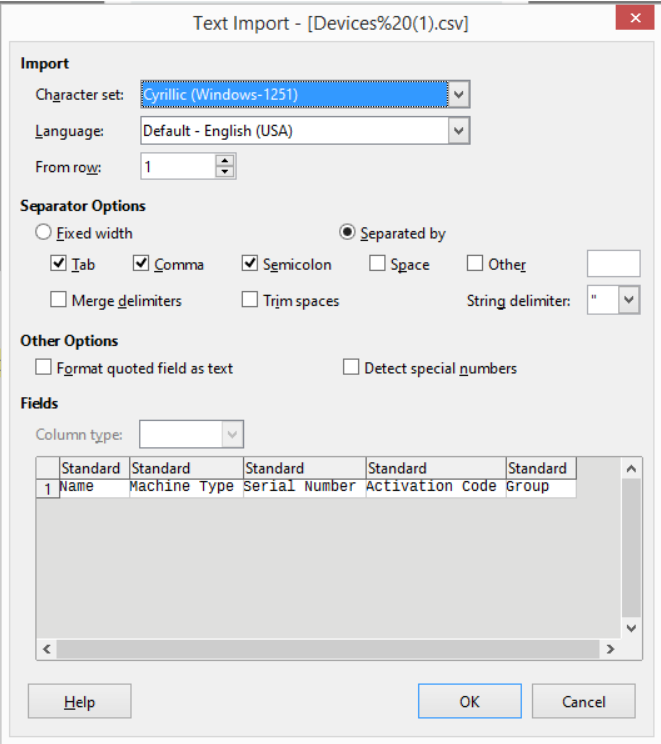 Text Import - [Devices%20(1).csv]
Import
Character set: Cyrillic (Windows-1251)
Language: Default - English (USA)
From row: 1
Separator Options
Fixed width Separated by
Tab Comma Semicolon Space Other
Merge delimiters Trim spaces String delimiter: "
Other Options
Format quoted field as text Detect special numbers
Fields
Column type:
Standard Standard Standard Standard Standard
1 Name Machine Type Serial Number Activation Code Group
Help OK Cancel